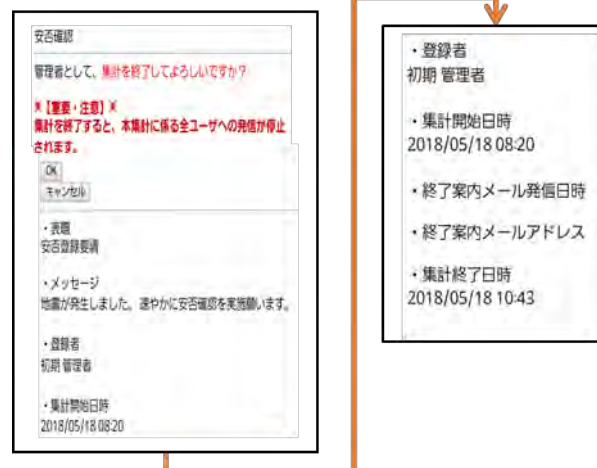 安否確認
管理者として、集計を終了してよろしいですか？
※【重要・注意】※
集計を終了すると、本集計に係る全ユーザへの発信が停止
されます。
OK
キャンセル
・表題
安否登録要請
・メッセージ
地震が発生しました。速やかに安否確認を実施願います。
・登録者
初期 管理者
・集計開始日時
2018/05/18 08:20
・登録者
初期 管理者
・集計開始日時
2018/05/18 08:20
・終了案内メール発信日時
・終了案内メールアドレス
・集計終了日時
2018/05/18 10:43